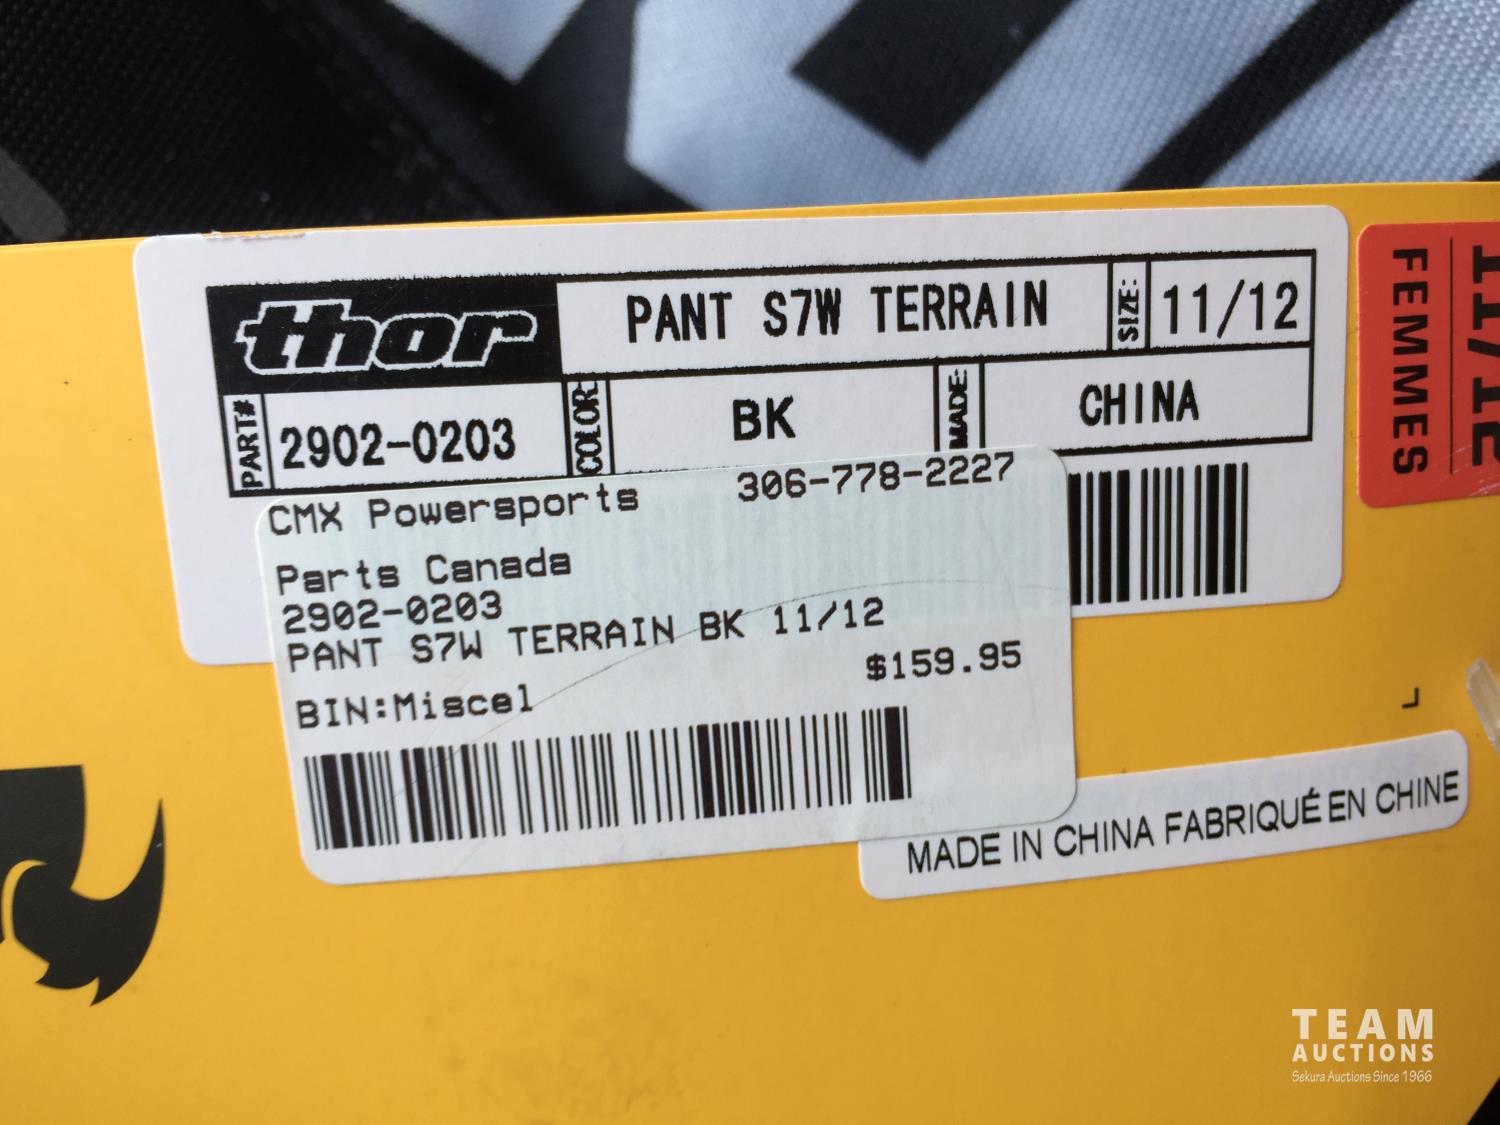 thor PANT S7W TERRAIN SIZE: 11/12
PART# 2902-0203 COLOR: BK MADE: CHINA
11/12
FEMMES
CMX Powersports 306-778-2227
Parts Canada
2902-0203
PANT S7W TERRAIN BK 11/12
$159.95
BIN:Miscel
MADE IN CHINA FABRIQUÉ EN CHINE
TEAM
AUCTIONS
Sekura Auctions Since 1966